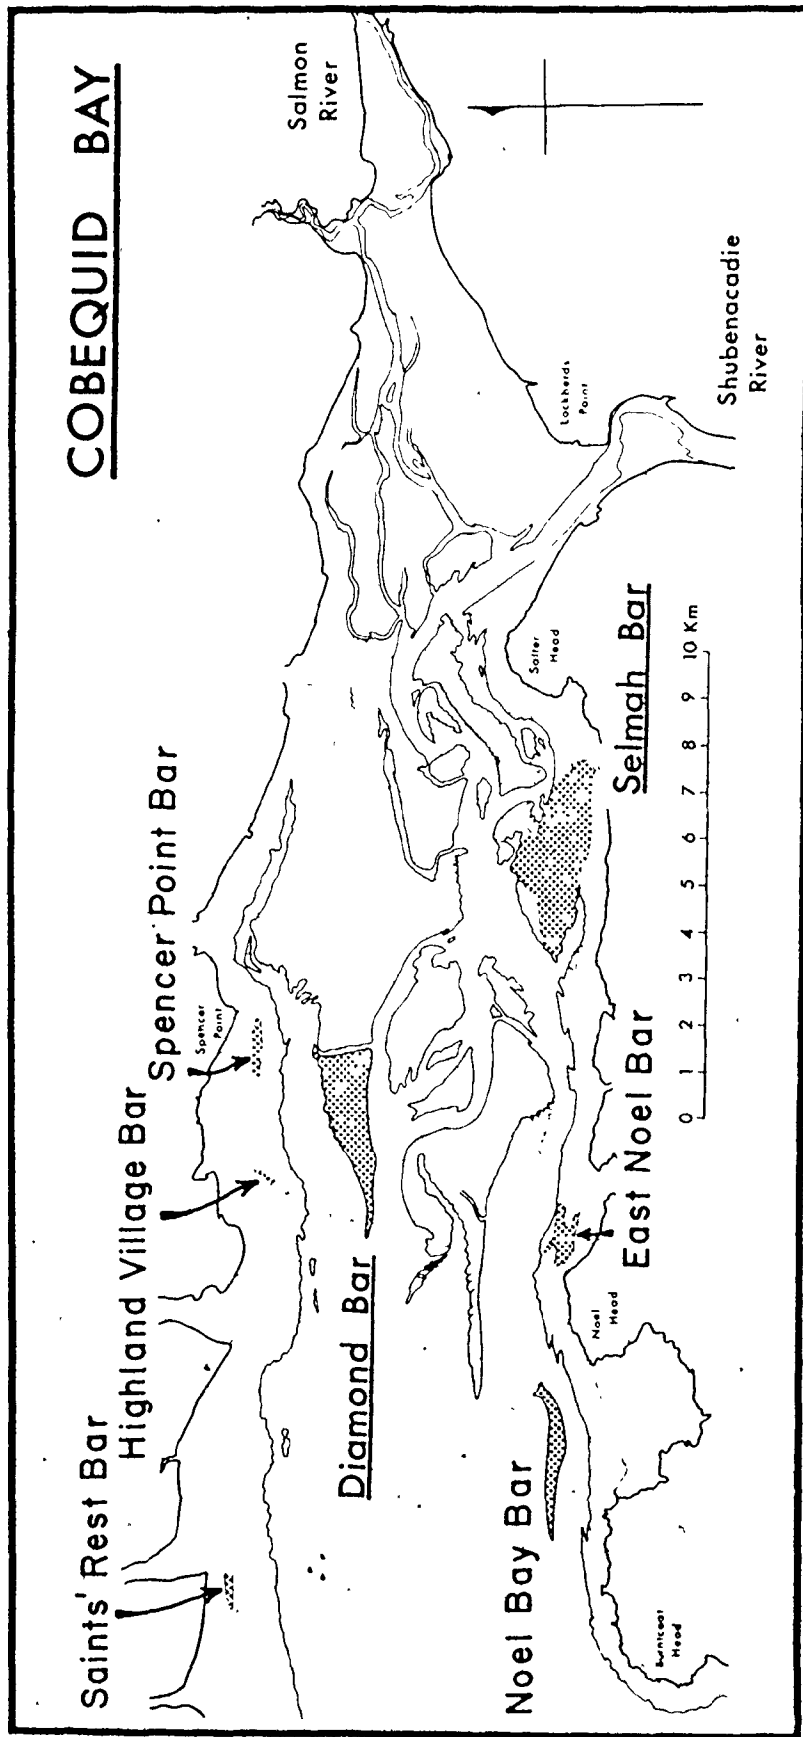 COBEQUID BAY
Salmon
River
Saints' Rest Bar
Highland Village Bar
Spencer Point Bar
Spencer
Point
Diamond Bar
Lockherds
Point
Shubenacadie
River
Salter
Head
Selmah Bar
Noel Bay Bar
East Noel Bar
Noel
Head
Burntcoat
Head
0 1 2 3 4 5 6 7 8 9 10 Km